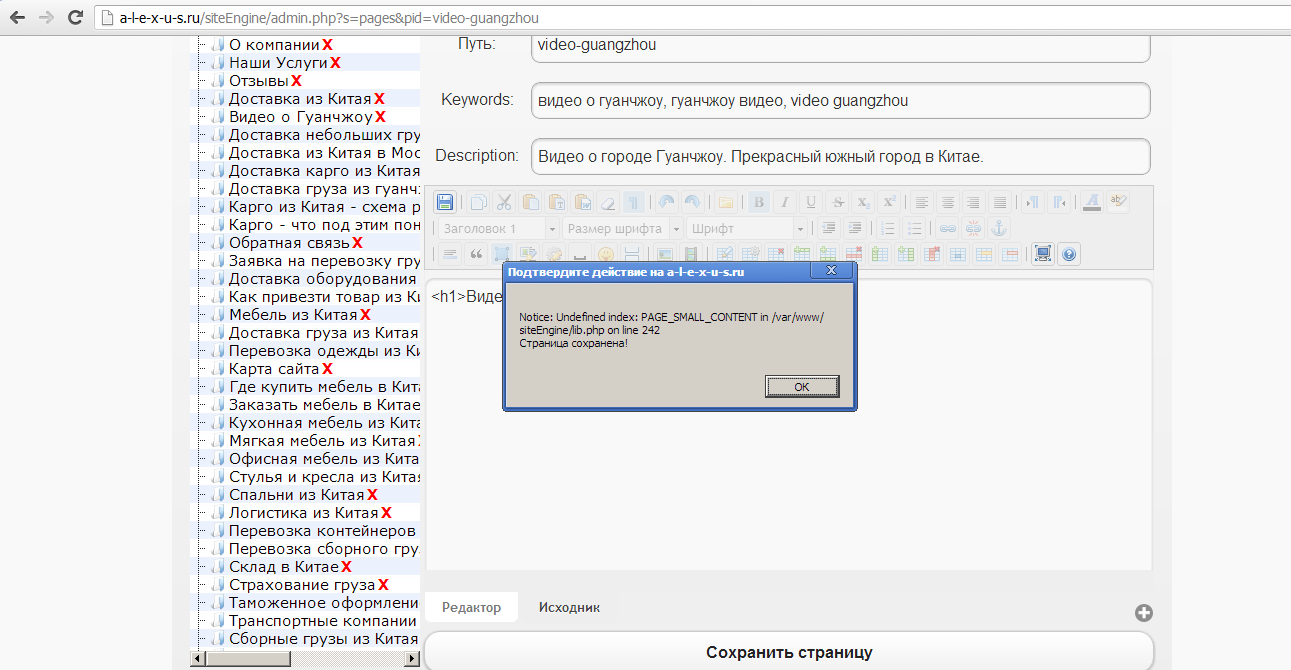 a-l-e-x-u-s.ru/siteEngine/admin.php?s=pages&pid=video-guangzhou
О компании X
Наши Услуги X
Отзывы X
Доставка из Китая X
Видео о Гуанчжоу X
Доставка небольших гру
Доставка из Китая в Мос
Доставка карго из Китая
Доставка груза из гуанч
Карго из Китая - схема р
Карго - что под этим пон
Обратная связь X
Заявка на перевозку гру
Доставка оборудования
Как привезти товар из Ки
Мебель из Китая X
Доставка груза из Китая
Перевозка одежды из Ки
Карта сайта X
Где купить мебель в Кита
Заказать мебель в Китае
Кухонная мебель из Кита
Мягкая мебель из Китая
Офисная мебель из Кита
Стулья и кресла из Китая
Спальни из Китая X
Логистика из Китая X
Перевозка контейнеров
Перевозка сборного гру
Склад в Китае X
Страхование груза X
Таможенное оформлени
Транспортные компании
Сборные грузы из Китая
Путь: video-guangzhou
Keywords: видео о гуанчжоу, гуанчжоу видео, video guangzhou
Description: Видео о городе Гуанчжоу. Прекрасный южный город в Китае.
Заголовок 1 Размер шрифта Шрифт
<h1>Виде
Подтвердите действие на a-l-e-x-u-s.ru
Notice: Undefined index: PAGE_SMALL_CONTENT in /var/www/
siteEngine/lib.php on line 242
Страница сохранена!
OK
Редактор Исходник
Сохранить страницу